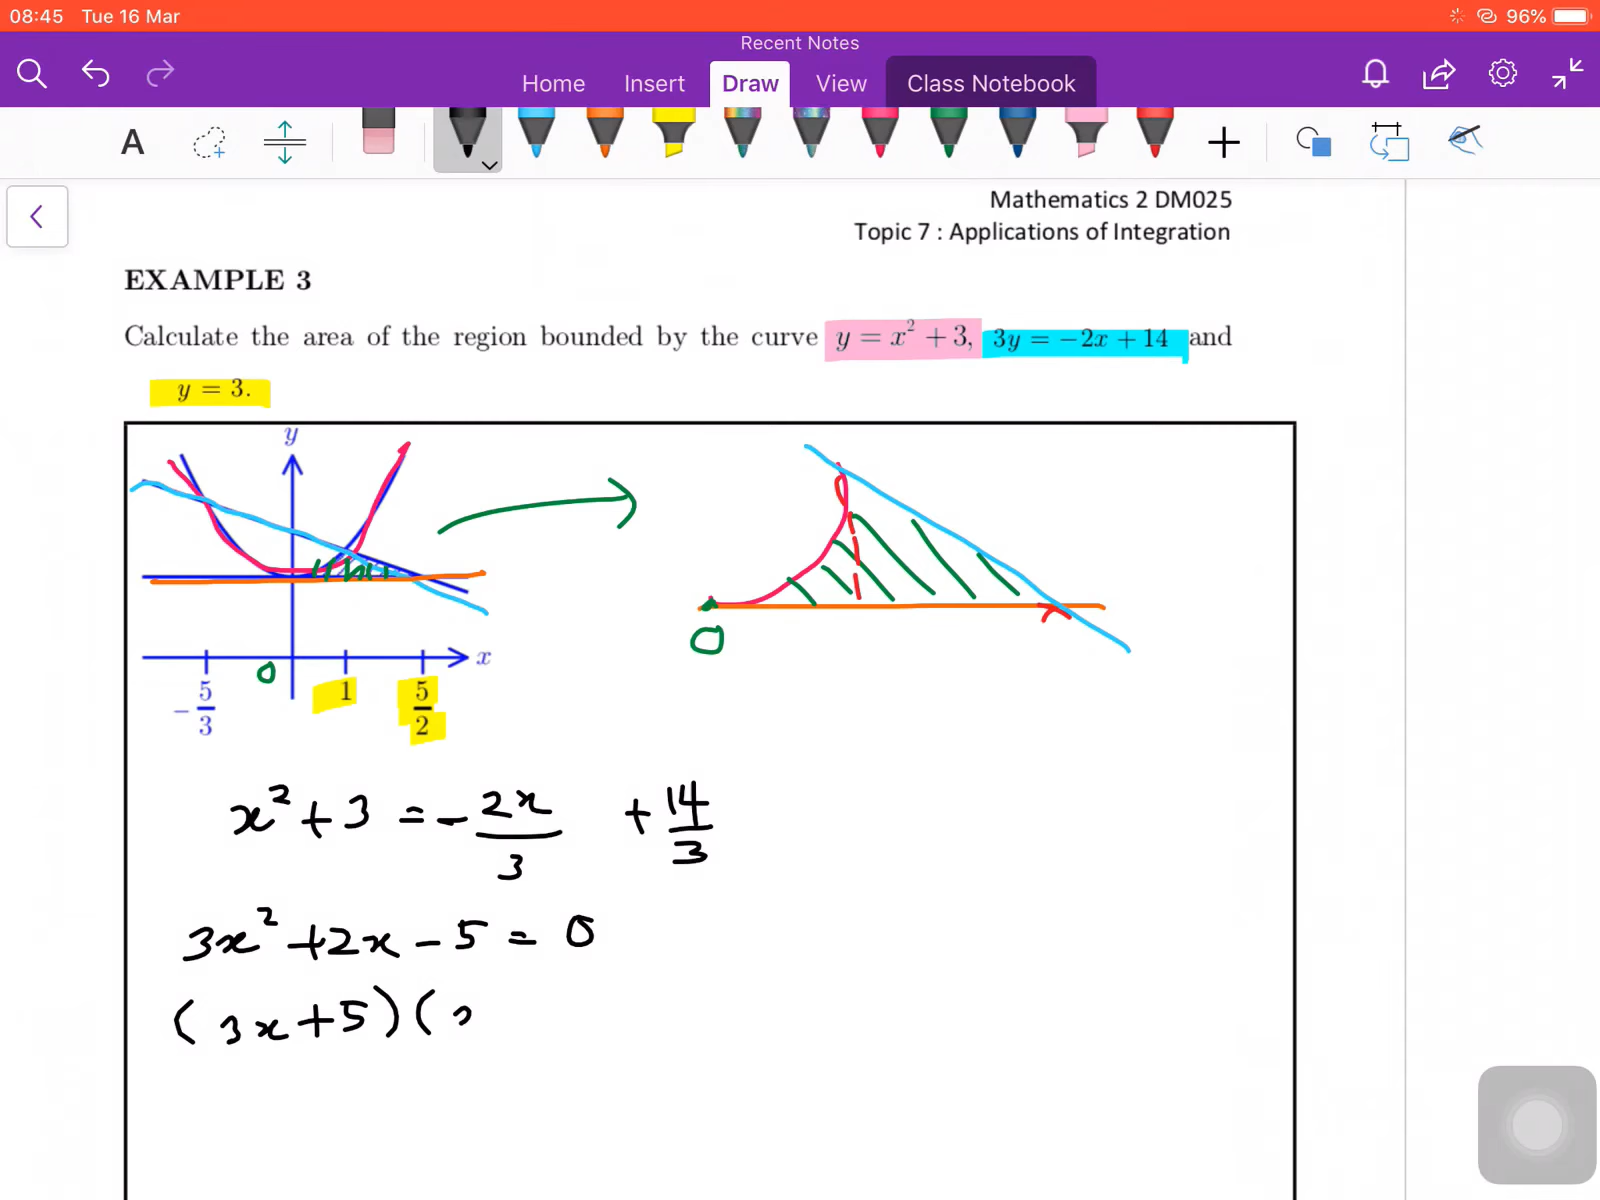 08:45 Tue 16 Mar
96%
Recent Notes
Home Insert Draw View Class Notebook
A
Mathematics 2 DM025
Topic 7 : Applications of Integration
EXAMPLE 3
Calculate the area of the region bounded by the curve y = x² + 3, 3y = −2x + 14 and
y = 3.
y
x
0
0
−5/3 1 5/2
x² + 3 = −2x/3 + 14/3
3x² + 2x − 5 = 0
(3x + 5)(